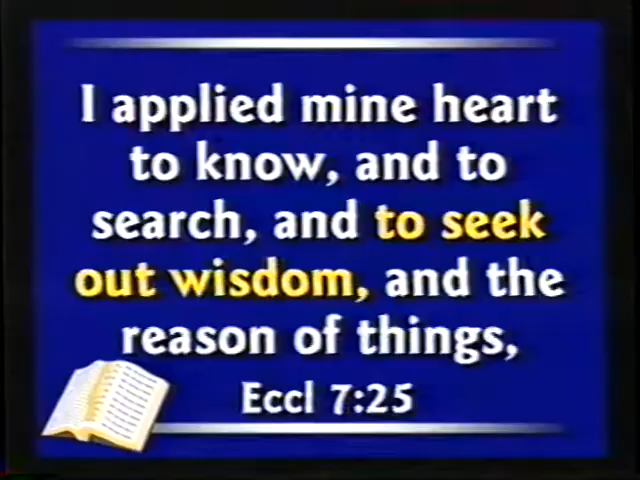 I applied mine heart
to know, and to
search, and to seek
out wisdom, and the
reason of things,
Eccl 7:25